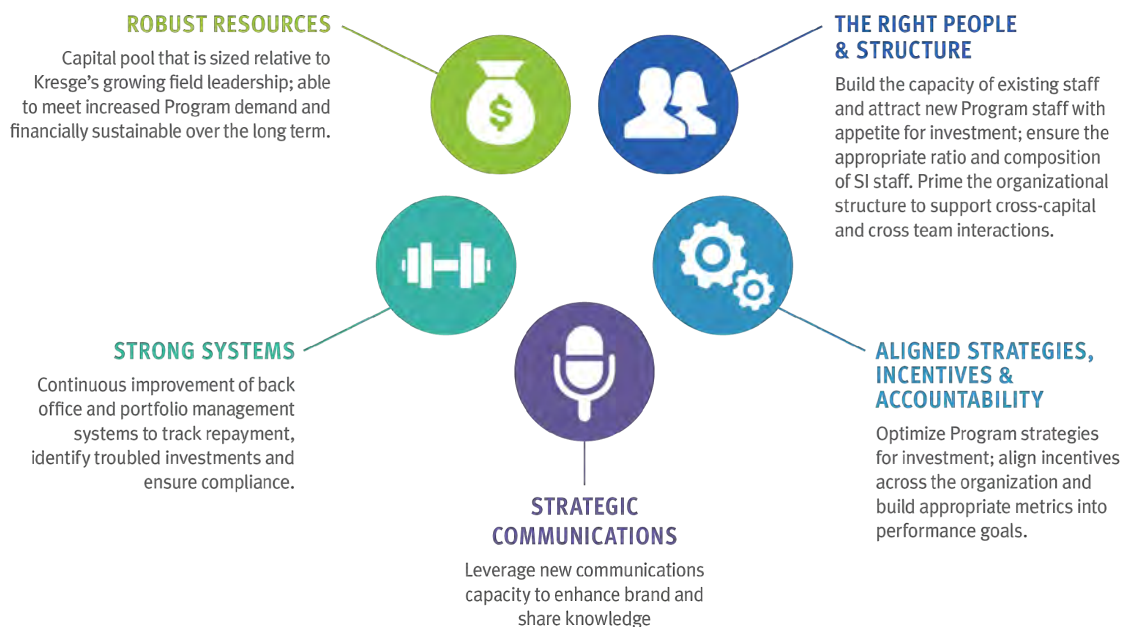 ROBUST RESOURCES
Capital pool that is sized relative to
Kresge's growing field leadership; able
to meet increased Program demand and
financially sustainable over the long term.
$
THE RIGHT PEOPLE
& STRUCTURE
Build the capacity of existing staff
and attract new Program staff with
appetite for investment; ensure the
appropriate ratio and composition
of SI staff. Prime the organizational
structure to support cross-capital
and cross team interactions.
STRONG SYSTEMS
Continuous improvement of back
office and portfolio management
systems to track repayment,
identify troubled investments and
ensure compliance.
ALIGNED STRATEGIES,
INCENTIVES &
ACCOUNTABILITY
Optimize Program strategies
for investment; align incentives
across the organization and
build appropriate metrics into
performance goals.
STRATEGIC
COMMUNICATIONS
Leverage new communications
capacity to enhance brand and
share knowledge